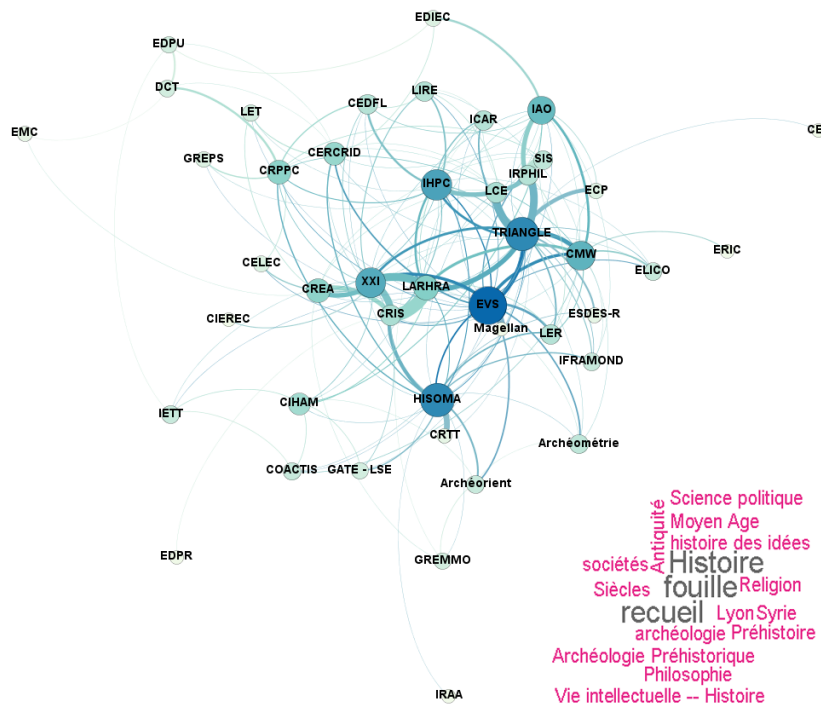 EDIEC
EDPU
DCT
LIRE
CEDFL
LET
ICAR
IAO
EMC
CE
CERCRID
GREPS
SIS
CRPPC
IRPHIL
IHPC
LCE
ECP
TRIANGLE
CMW
ERIC
CELEC
ELICO
XXI
CREA
LARHRA
EVS
CRIS
ESDES-R
CIEREC
Magellan
LER
IFRAMOND
HISOMA
CIHAM
IETT
CRTT
Archéométrie
COACTIS
GATE - LSE
Archéorient
EDPR
GREMMO
IRAA
Science politique
Antiquité
Moyen Age
histoire des idées
sociétés
Histoire
Siècles
fouille
Religion
recueil
Lyon
Syrie
archéologie
Préhistoire
Archéologie Préhistorique
Philosophie
Vie intellectuelle -- Histoire